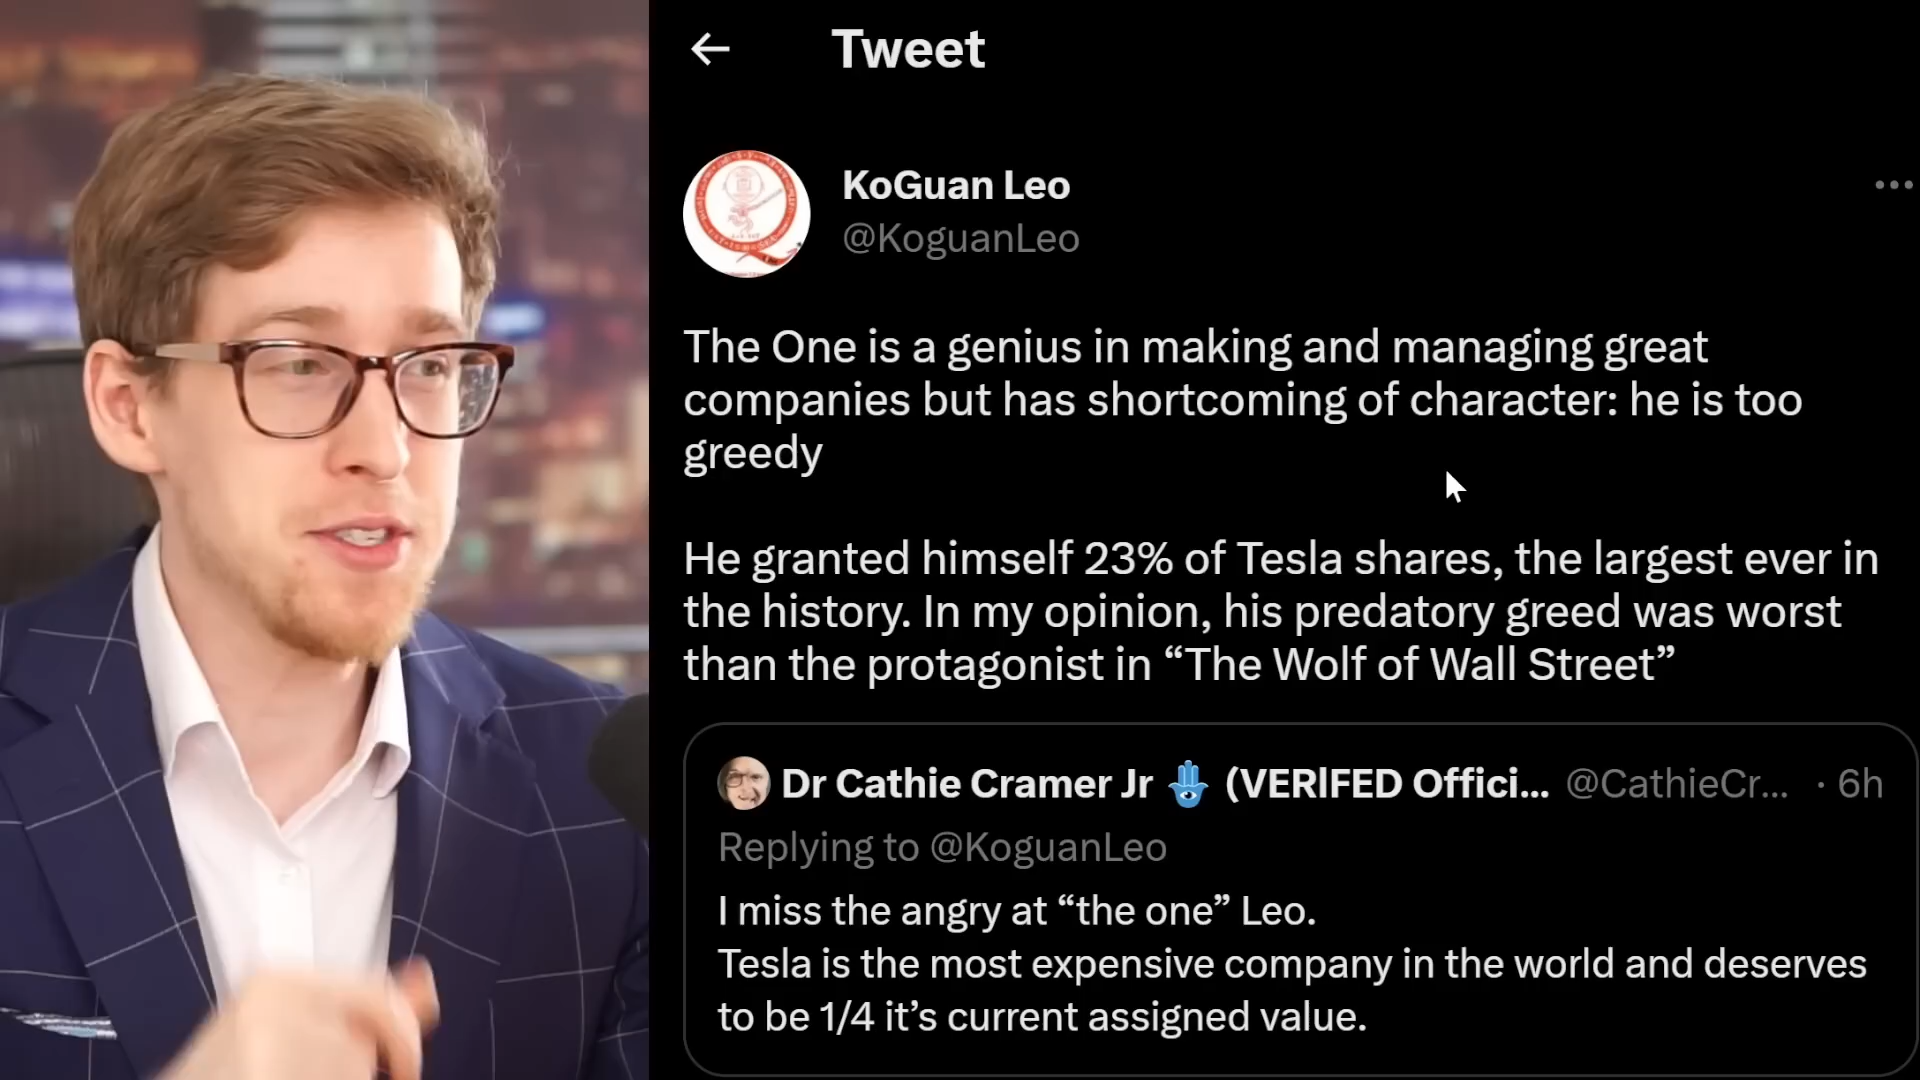 Tweet
KoGuan Leo
@KoguanLeo
The One is a genius in making and managing great
companies but has shortcoming of character: he is too
greedy
He granted himself 23% of Tesla shares, the largest ever in
the history. In my opinion, his predatory greed was worst
than the protagonist in “The Wolf of Wall Street”
Dr Cathie Cramer Jr 🪬 (VERlFED Offici... @CathieCr... · 6h
Replying to @KoguanLeo
I miss the angry at “the one” Leo.
Tesla is the most expensive company in the world and deserves
to be 1/4 it’s current assigned value.